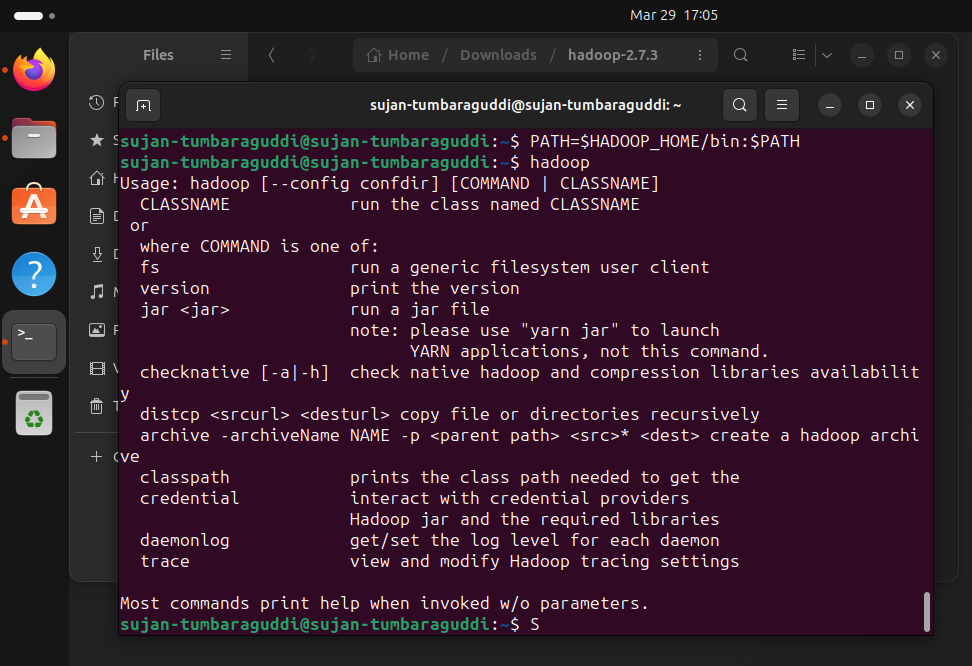 Mar 29 17:05
Files
Home / Downloads / hadoop-2.7.3
sujan-tumbaraguddi@sujan-tumbaraguddi: ~
sujan-tumbaraguddi@sujan-tumbaraguddi:~$ PATH=$HADOOP_HOME/bin:$PATH
sujan-tumbaraguddi@sujan-tumbaraguddi:~$ hadoop
Usage: hadoop [--config confdir] [COMMAND | CLASSNAME]
CLASSNAME run the class named CLASSNAME
or
where COMMAND is one of:
fs run a generic filesystem user client
version print the version
jar <jar> run a jar file
note: please use "yarn jar" to launch
YARN applications, not this command.
checknative [-a|-h] check native hadoop and compression libraries availabilit
y
distcp <srcurl> <desturl> copy file or directories recursively
archive -archiveName NAME -p <parent path> <src>* <dest> create a hadoop archi
ve
classpath prints the class path needed to get the
credential interact with credential providers
Hadoop jar and the required libraries
daemonlog get/set the log level for each daemon
trace view and modify Hadoop tracing settings
Most commands print help when invoked w/o parameters.
sujan-tumbaraguddi@sujan-tumbaraguddi:~$ S